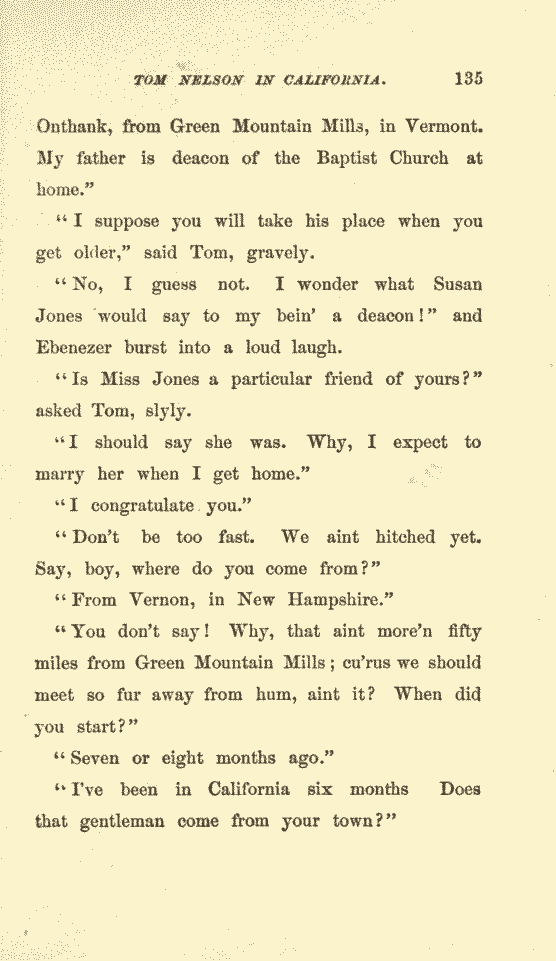 TOM NELSON IN CALIFORNIA. 135
Onthank, from Green Mountain Mills, in Vermont.
My father is deacon of the Baptist Church at
home.”
“I suppose you will take his place when you
get older,” said Tom, gravely.
“No, I guess not. I wonder what Susan
Jones would say to my bein’ a deacon!” and
Ebenezer burst into a loud laugh.
“Is Miss Jones a particular friend of yours?”
asked Tom, slyly.
“I should say she was. Why, I expect to
marry her when I get home.”
“I congratulate you.”
“Don’t be too fast. We aint hitched yet.
Say, boy, where do you come from?”
“From Vernon, in New Hampshire.”
“You don’t say! Why, that aint more’n fifty
miles from Green Mountain Mills; cu’rus we should
meet so fur away from hum, aint it? When did
you start?”
“Seven or eight months ago.”
“I’ve been in California six months Does
that gentleman come from your town?”